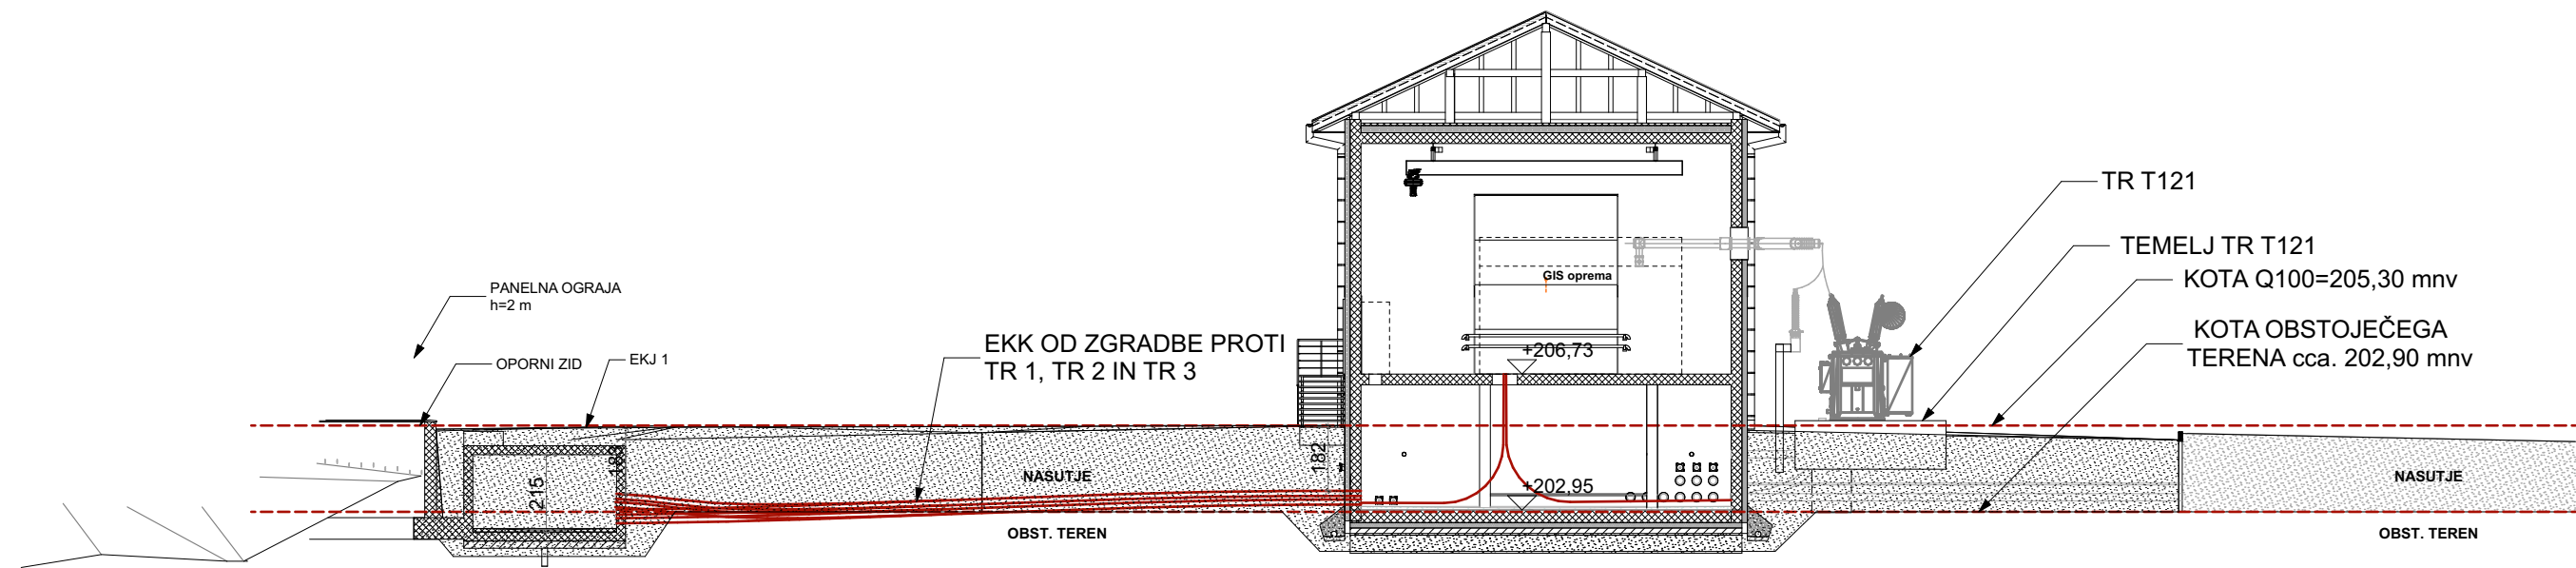 TR T121
TEMELJ TR T121
KOTA Q100=205,30 mnv
KOTA OBSTOJEČEGA
TERENA cca. 202,90 mnv
PANELNA OGRAJA
h=2 m
OPORNI ZID
EKJ 1
EKK OD ZGRADBE PROTI
TR 1, TR 2 IN TR 3
GIS oprema
+206,73
+202,95
182
183
215
NASUTJE
OBST. TEREN
NASUTJE
OBST. TEREN